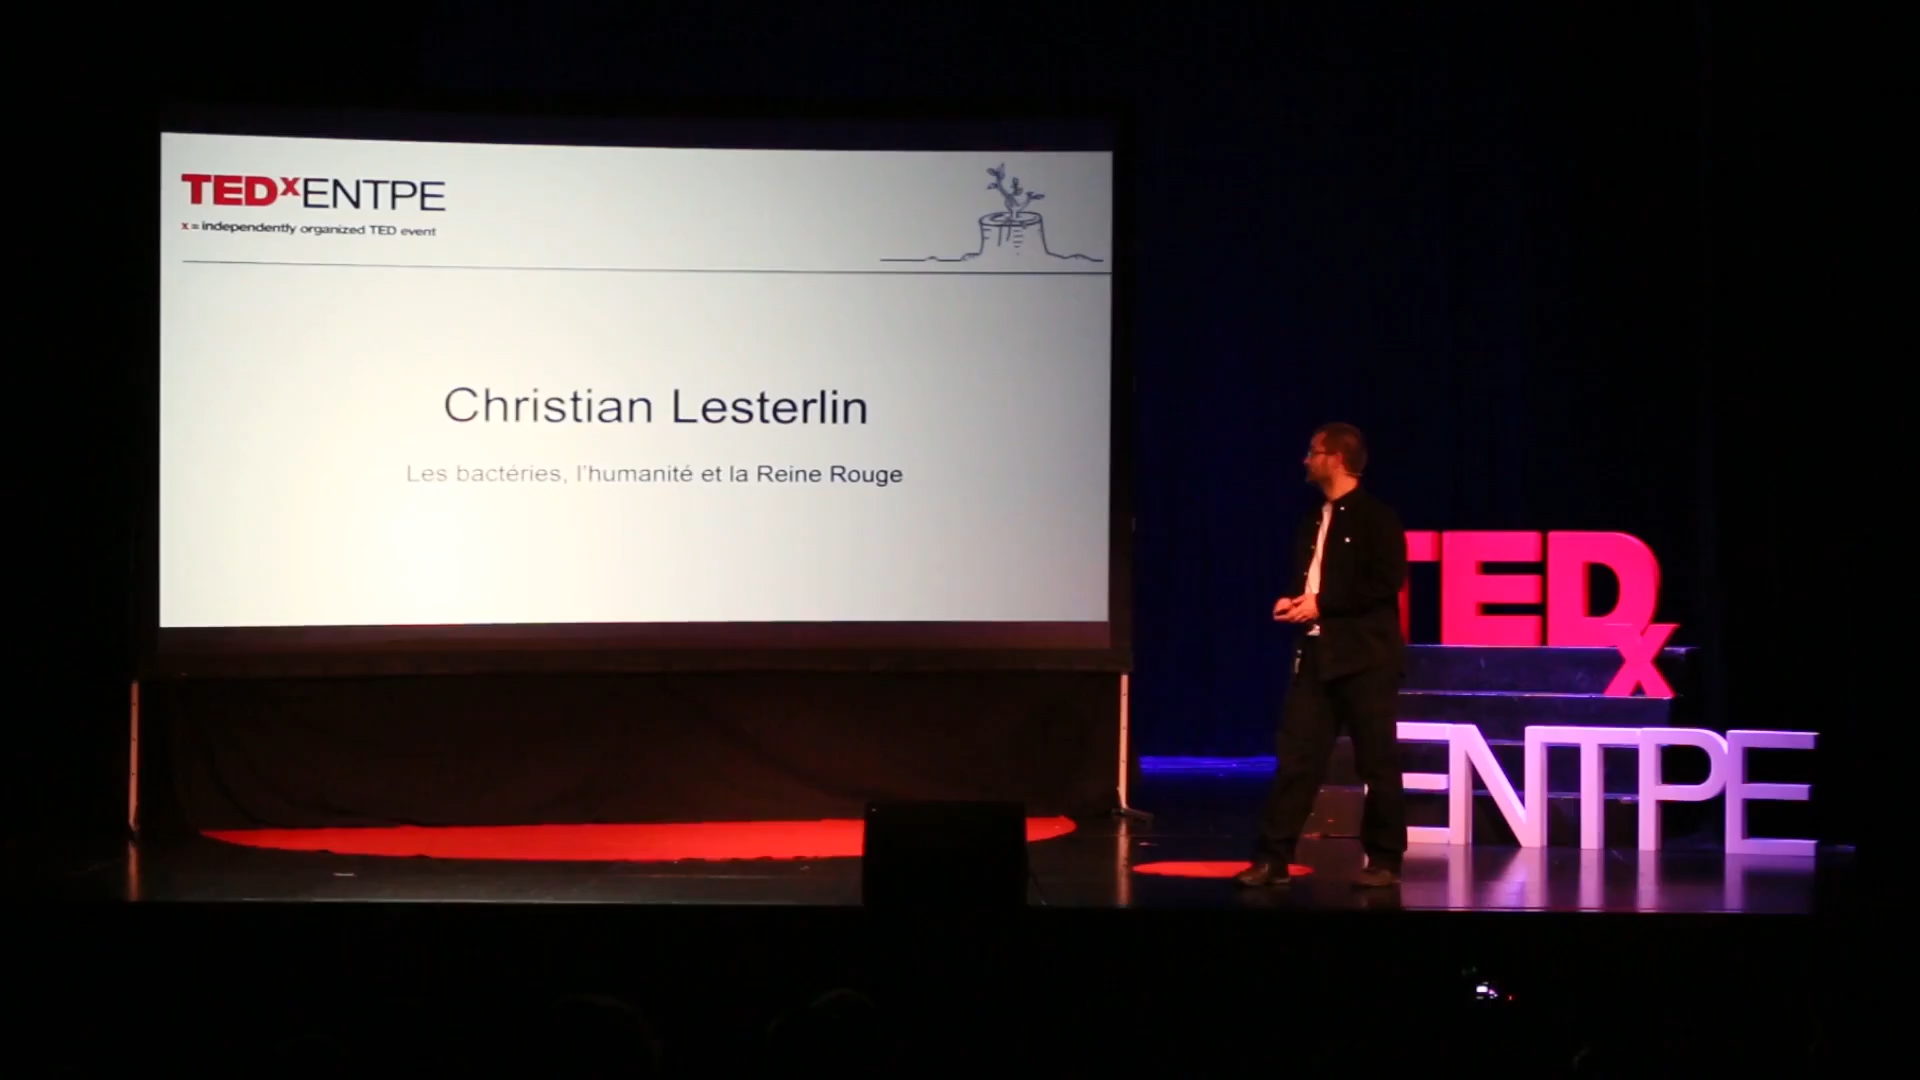 TEDxENTPE
x = independently organized TED event
Christian Lesterlin
Les bactéries, l'humanité et la Reine Rouge
TEDx
ENTPE